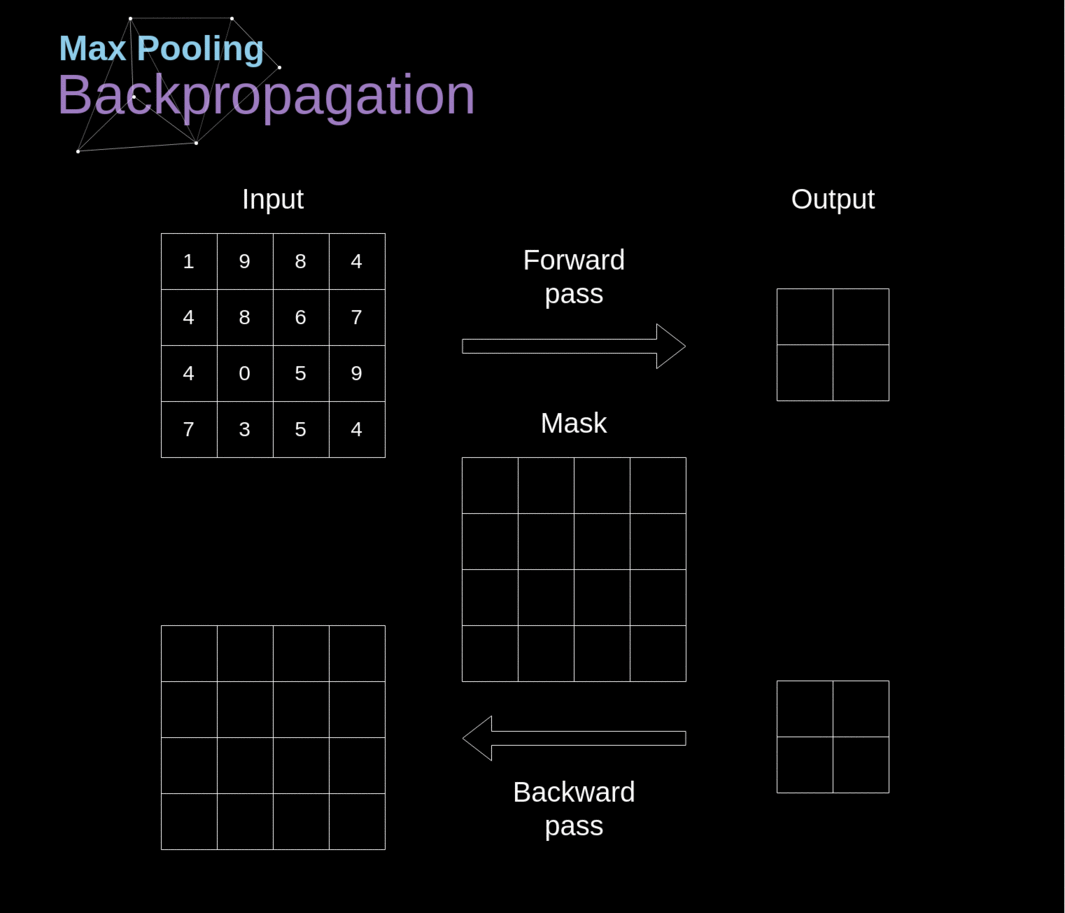 Max Pooling
Backpropagation
Input
Output
1 9 8 4
4 8 6 7
4 0 5 9
7 3 5 4
Forward
pass
Mask
Backward
pass